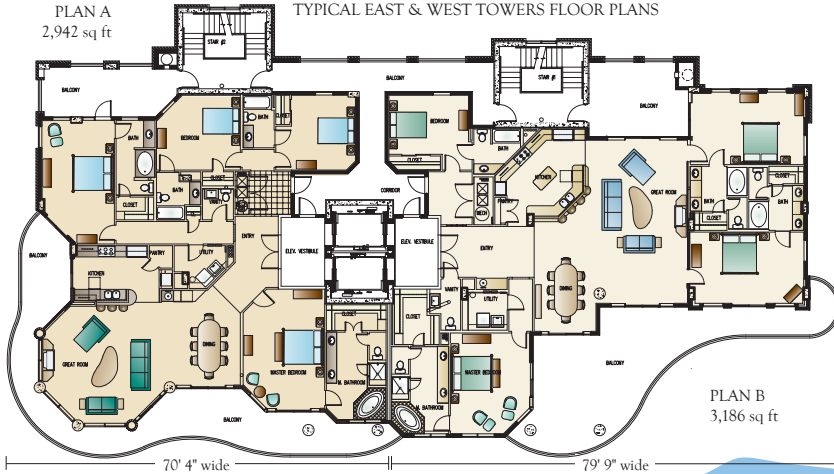 TYPICAL EAST & WEST TOWERS FLOOR PLANS
PLAN A
2,942 sq ft
STAIR #2
BALCONY
BALCONY
STAIR #1
BALCONY
BATH
BEDROOM
BATH
CLOSET
BEDROOM
BATH
CLOSET
KITCHEN
GREAT ROOM
CLOSET
BATH
CLOSET
VANITY
CORRIDOR
PANTRY
MECH
CLOSET
BATH
CLOSET
BATH
BALCONY
ENTRY
ELEV. VESTIBULE
ELEV. VESTIBULE
ENTRY
PANTRY
UTILITY
KITCHEN
DINING
VANITY
UTILITY
CLOSET
CLOSET
GREAT ROOM
DINING
MASTER BEDROOM
M. BATHROOM
MASTER BEDROOM
M. BATHROOM
BALCONY
BALCONY
PLAN B
3,186 sq ft
70' 4" wide
79' 9" wide